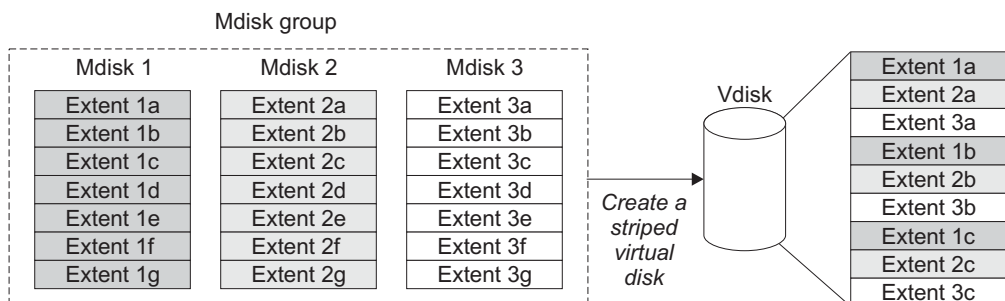 Mdisk group
Mdisk 1
Extent 1a
Extent 1b
Extent 1c
Extent 1d
Extent 1e
Extent 1f
Extent 1g
Mdisk 2
Extent 2a
Extent 2b
Extent 2c
Extent 2d
Extent 2e
Extent 2f
Extent 2g
Mdisk 3
Extent 3a
Extent 3b
Extent 3c
Extent 3d
Extent 3e
Extent 3f
Extent 3g
Create a
striped
virtual
disk
Vdisk
Extent 1a
Extent 2a
Extent 3a
Extent 1b
Extent 2b
Extent 3b
Extent 1c
Extent 2c
Extent 3c